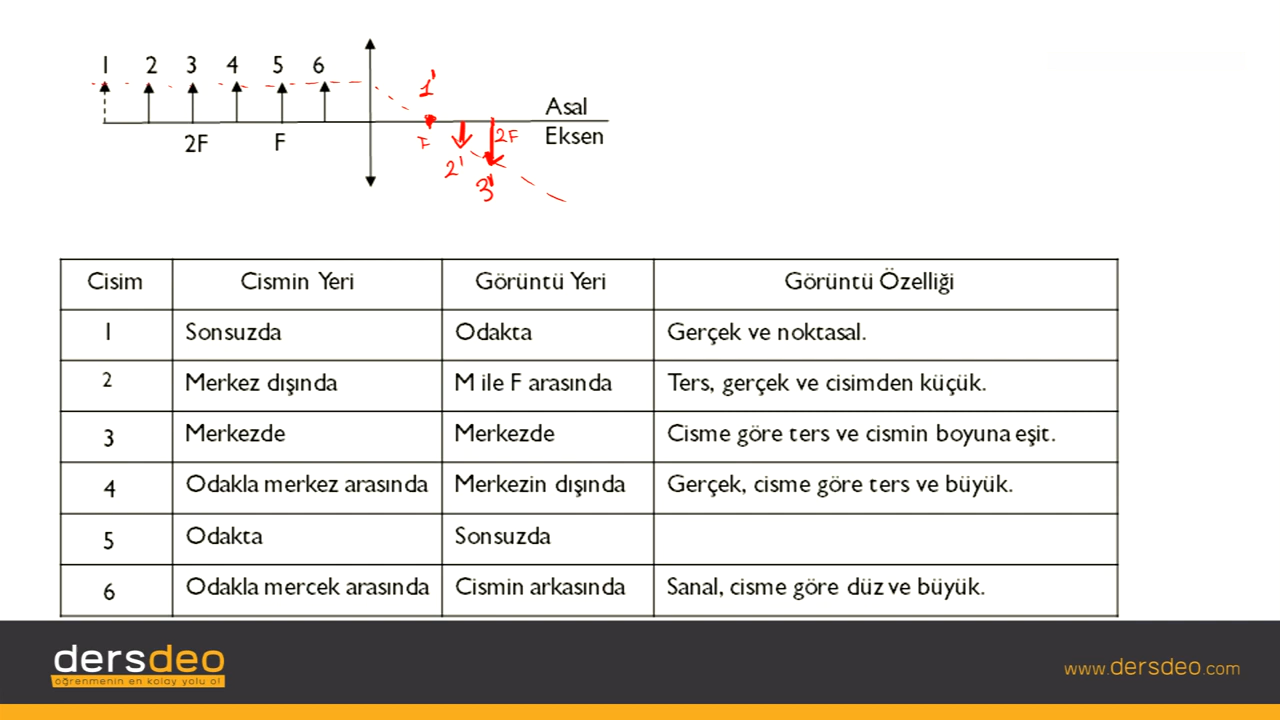 1 2 3 4 5 6
1'
Asal
2F F F 2F Eksen
2' 3'
Cisim Cismin Yeri Görüntü Yeri Görüntü Özelliği
1 Sonsuzda Odakta Gerçek ve noktasal.
2 Merkez dışında M ile F arasında Ters, gerçek ve cisimden küçük.
3 Merkezde Merkezde Cisme göre ters ve cismin boyuna eşit.
4 Odakla merkez arasında Merkezin dışında Gerçek, cisme göre ters ve büyük.
5 Odakta Sonsuzda
6 Odakla mercek arasında Cismin arkasında Sanal, cisme göre düz ve büyük.
dersdeo
öğrenmenin en kolay yolu o!
www.dersdeo.com